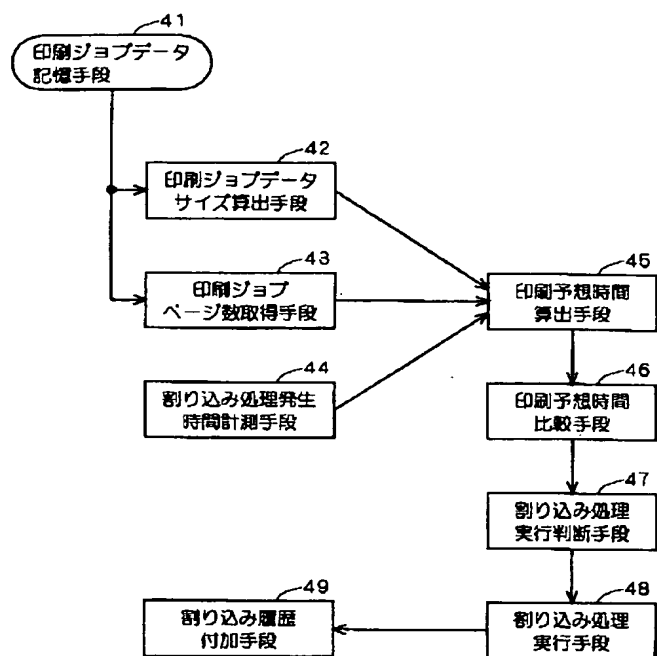 41
印刷ジョブデータ
記憶手段
42
印刷ジョブデータ
サイズ算出手段
43
印刷ジョブ
ページ数取得手段
44
割り込み処理発生
時間計測手段
45
印刷予想時間
算出手段
46
印刷予想時間
比較手段
47
割り込み処理
実行判断手段
48
割り込み処理
実行手段
49
割り込み履歴
付加手段